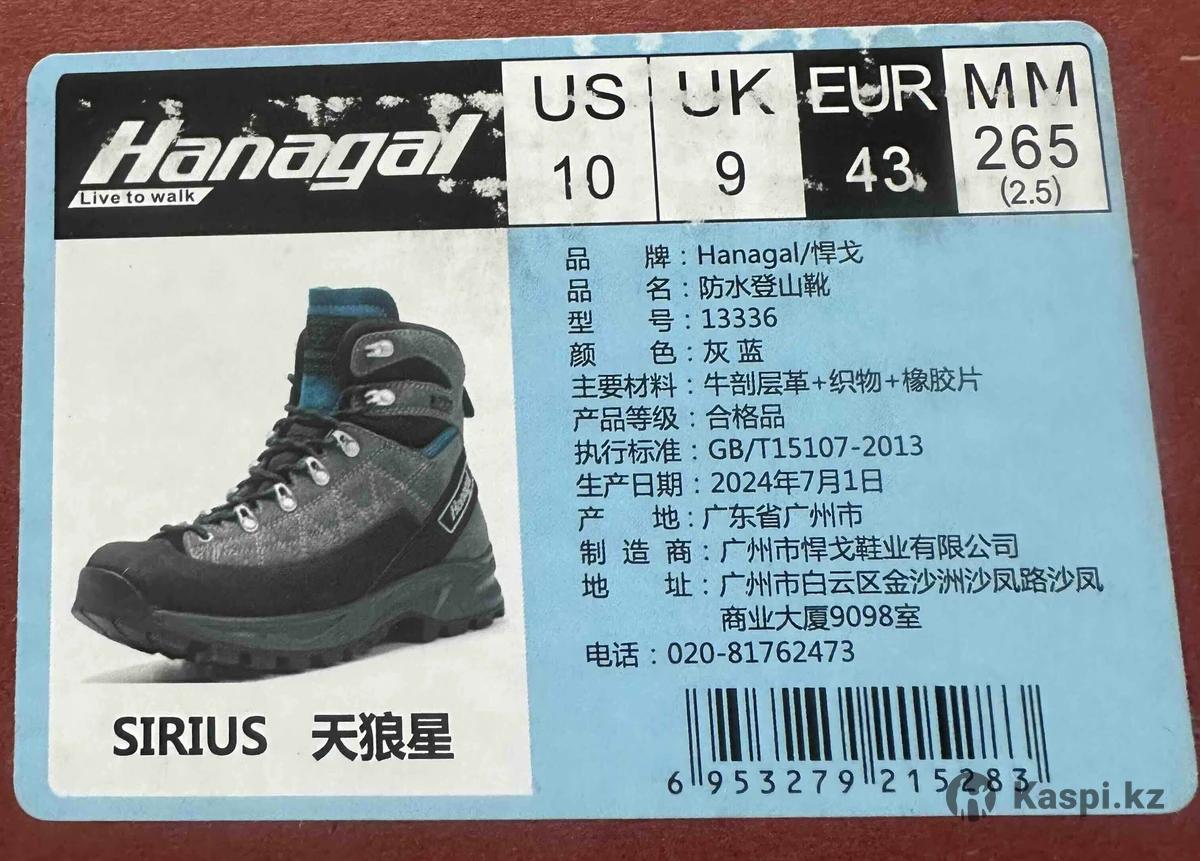 Hanagal
Live to walk
US UK EUR MM
10 9 43 265
(2.5)
品 牌：Hanagal/悍戈
品 名：防水登山靴
型 号：13336
颜 色：灰 蓝
主要材料：牛剖层革+织物+橡胶片
产品等级：合格品
执行标准：GB/T15107-2013
生产日期：2024年7月1日
产 地：广东省广州市
制 造 商：广州市悍戈鞋业有限公司
地 址：广州市白云区金沙洲沙凤路沙凤
商业大厦9098室
电话：020-81762473
Hanagal
SIRIUS 天狼星
6 953279 215283
Kaspi.kz